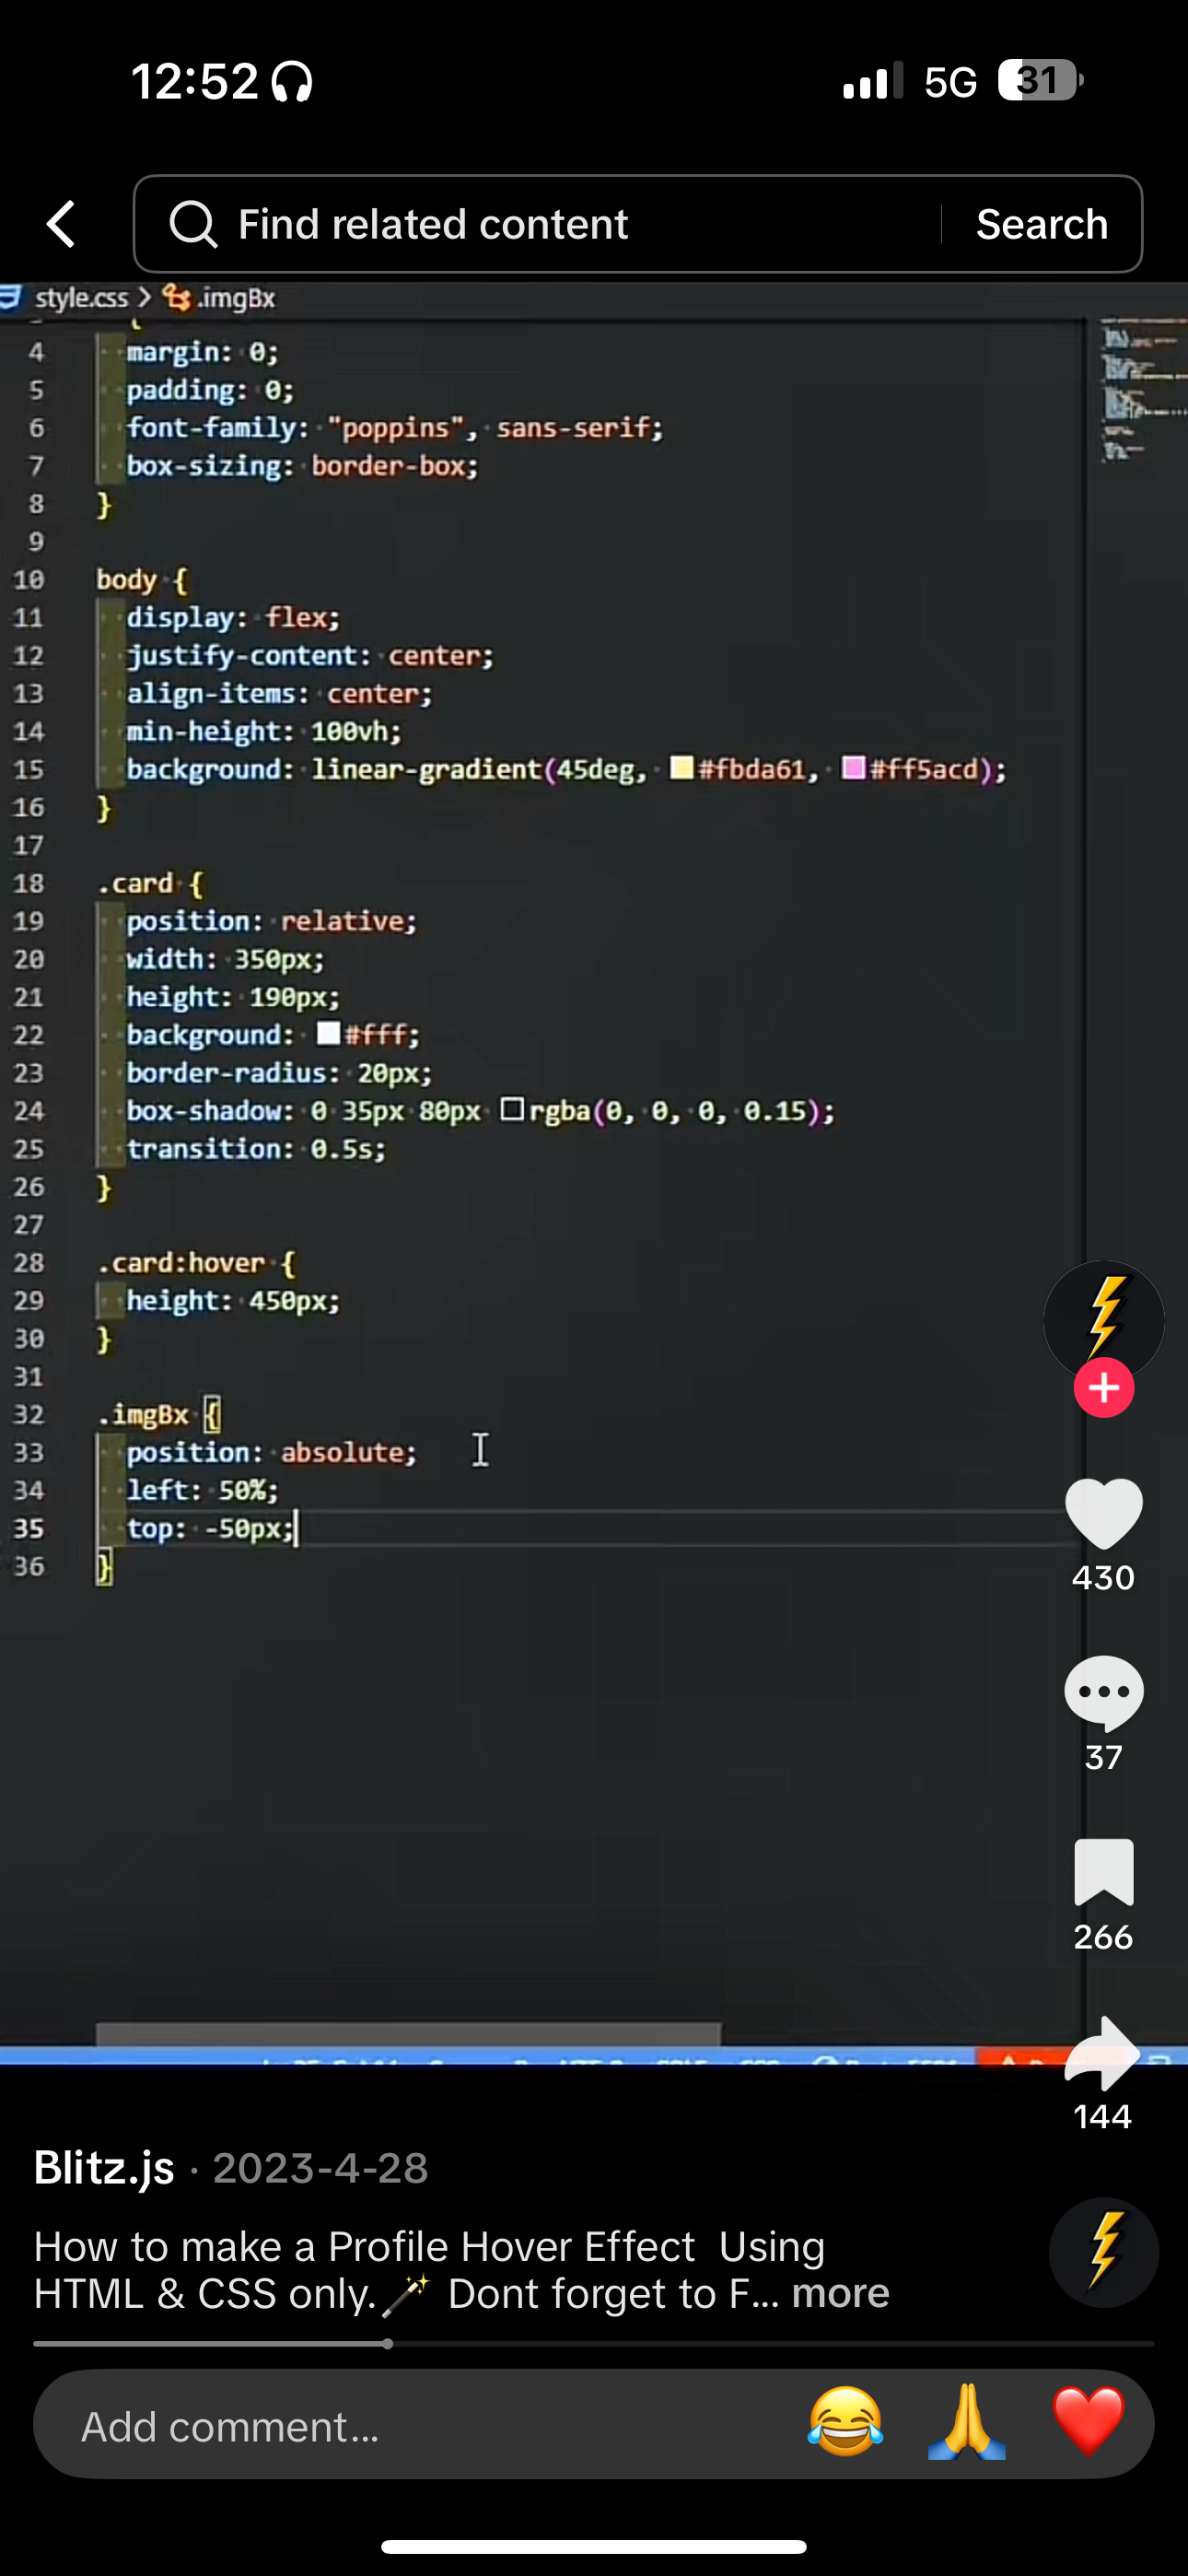 12:52
5G
31
Find related content
Search
style.css > .imgBx
{
4 margin: 0;
5 padding: 0;
6 font-family: "poppins", sans-serif;
7 box-sizing: border-box;
8 }
9
10 body {
11 display: flex;
12 justify-content: center;
13 align-items: center;
14 min-height: 100vh;
15 background: linear-gradient(45deg, #fbda61, #ff5acd);
16 }
17
18 .card {
19 position: relative;
20 width: 350px;
21 height: 190px;
22 background: #fff;
23 border-radius: 20px;
24 box-shadow: 0 35px 80px rgba(0, 0, 0, 0.15);
25 transition: 0.5s;
26 }
27
28 .card:hover {
29 height: 450px;
30 }
31
32 .imgBx {
33 position: absolute;
34 left: 50%;
35 top: -50px;
36 }
430
37
266
144
Blitz.js · 2023-4-28
How to make a Profile Hover Effect Using
HTML & CSS only.🪄 Dont forget to F... more
Add comment...